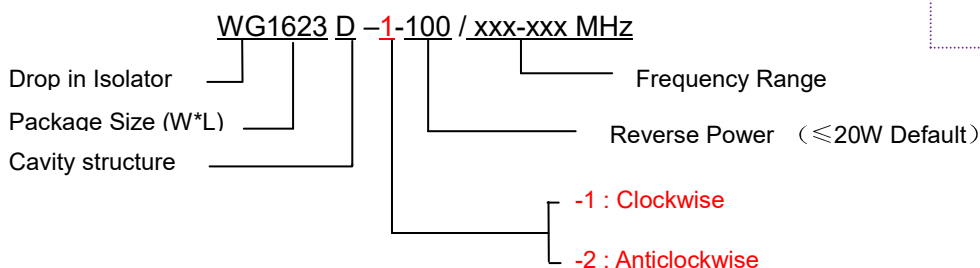 WG1623 D –1-100 / xxx-xxx MHz
Drop in Isolator
Frequency Range
Package Size (W*L)
Reverse Power （≤20W Default）
Cavity structure
-1 : Clockwise
-2 : Anticlockwise